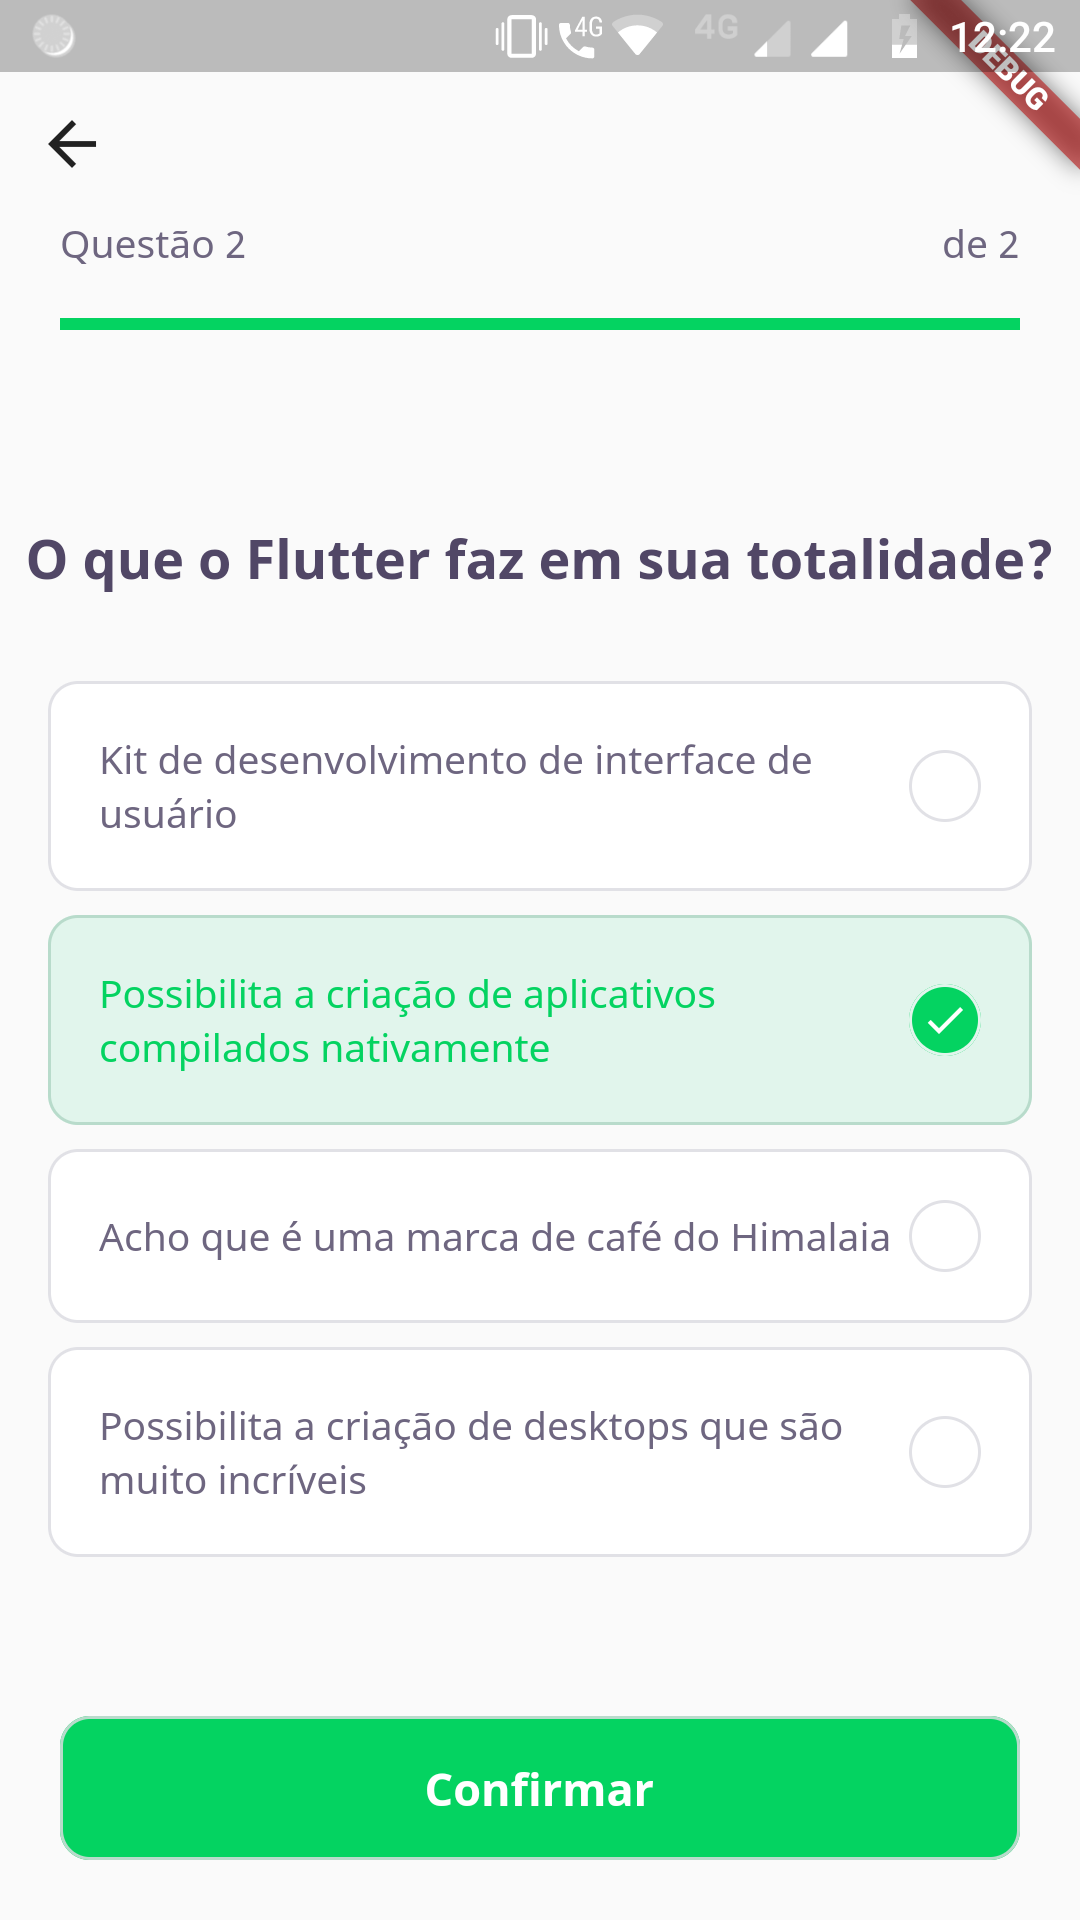 4G
4G
12:22
DEBUG
Questão 2
de 2
O que o Flutter faz em sua totalidade?
Kit de desenvolvimento de interface de
usuário
Possibilita a criação de aplicativos
compilados nativamente
Acho que é uma marca de café do Himalaia
Possibilita a criação de desktops que são
muito incríveis
Confirmar